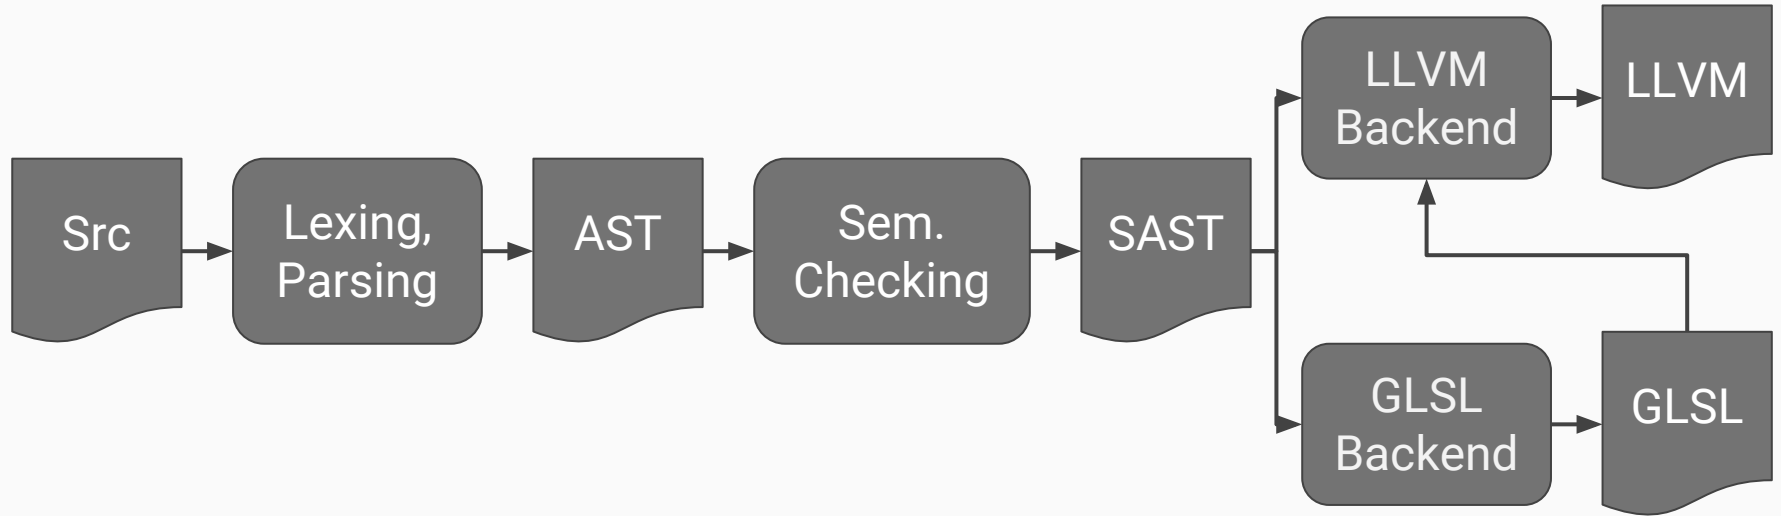 Src
Lexing,
Parsing
AST
Sem.
Checking
SAST
LLVM
Backend
LLVM
GLSL
Backend
GLSL